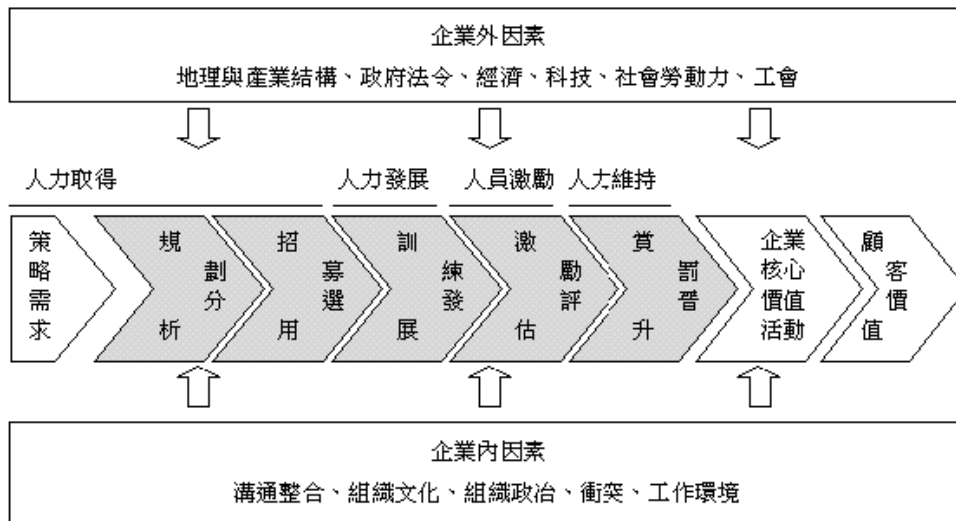 企業外因素
地理與產業結構、政府法令、經濟、科技、社會勞動力、工會
人力取得
人力發展
人員激勵
人力維持
策略需求
規劃分析
招募選用
訓練發展
激勵評估
賞罰晉升
企業
核心
價值
活動
顧客價值
企業內因素
溝通整合、組織文化、組織政治、衝突、工作環境